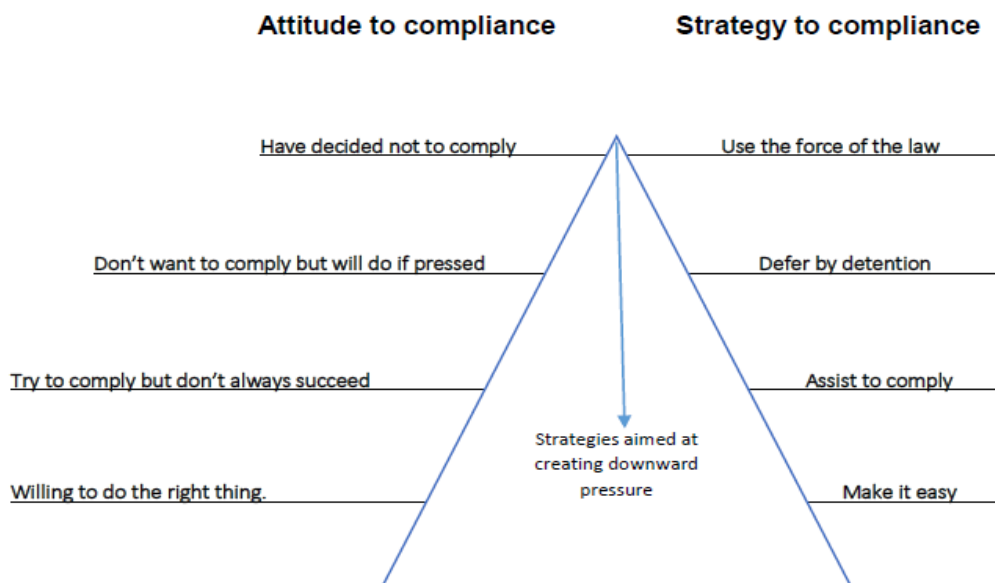 Attitude to compliance
Strategy to compliance
Have decided not to comply
Use the force of the law
Don't want to comply but will do if pressed
Defer by detention
Try to comply but don't always succeed
Assist to comply
Strategies aimed at
creating downward
pressure
Willing to do the right thing.
Make it easy